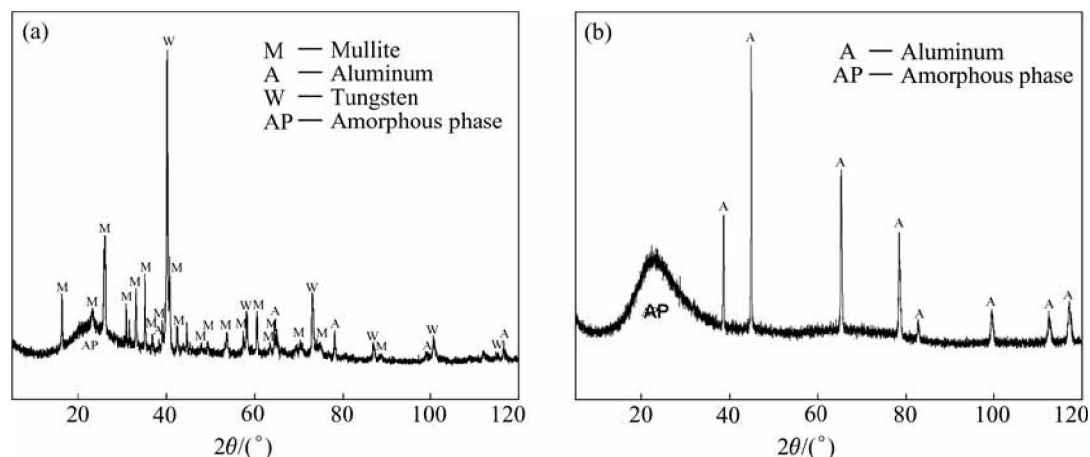 (a)
M — Mullite
A — Aluminum
W — Tungsten
AP — Amorphous phase
W
M
M
M
AP
M
M
M
M
M
M
M
M
M
M
W
M
M
A
M
W
M
M
A
W
M
A
W
W
A
20 40 60 80 100 120
2θ/(°)
(b)
A — Aluminum
AP — Amorphous phase
AP
A
A
A
A
A
A
A
A
20 40 60 80 100 120
2θ/(°)